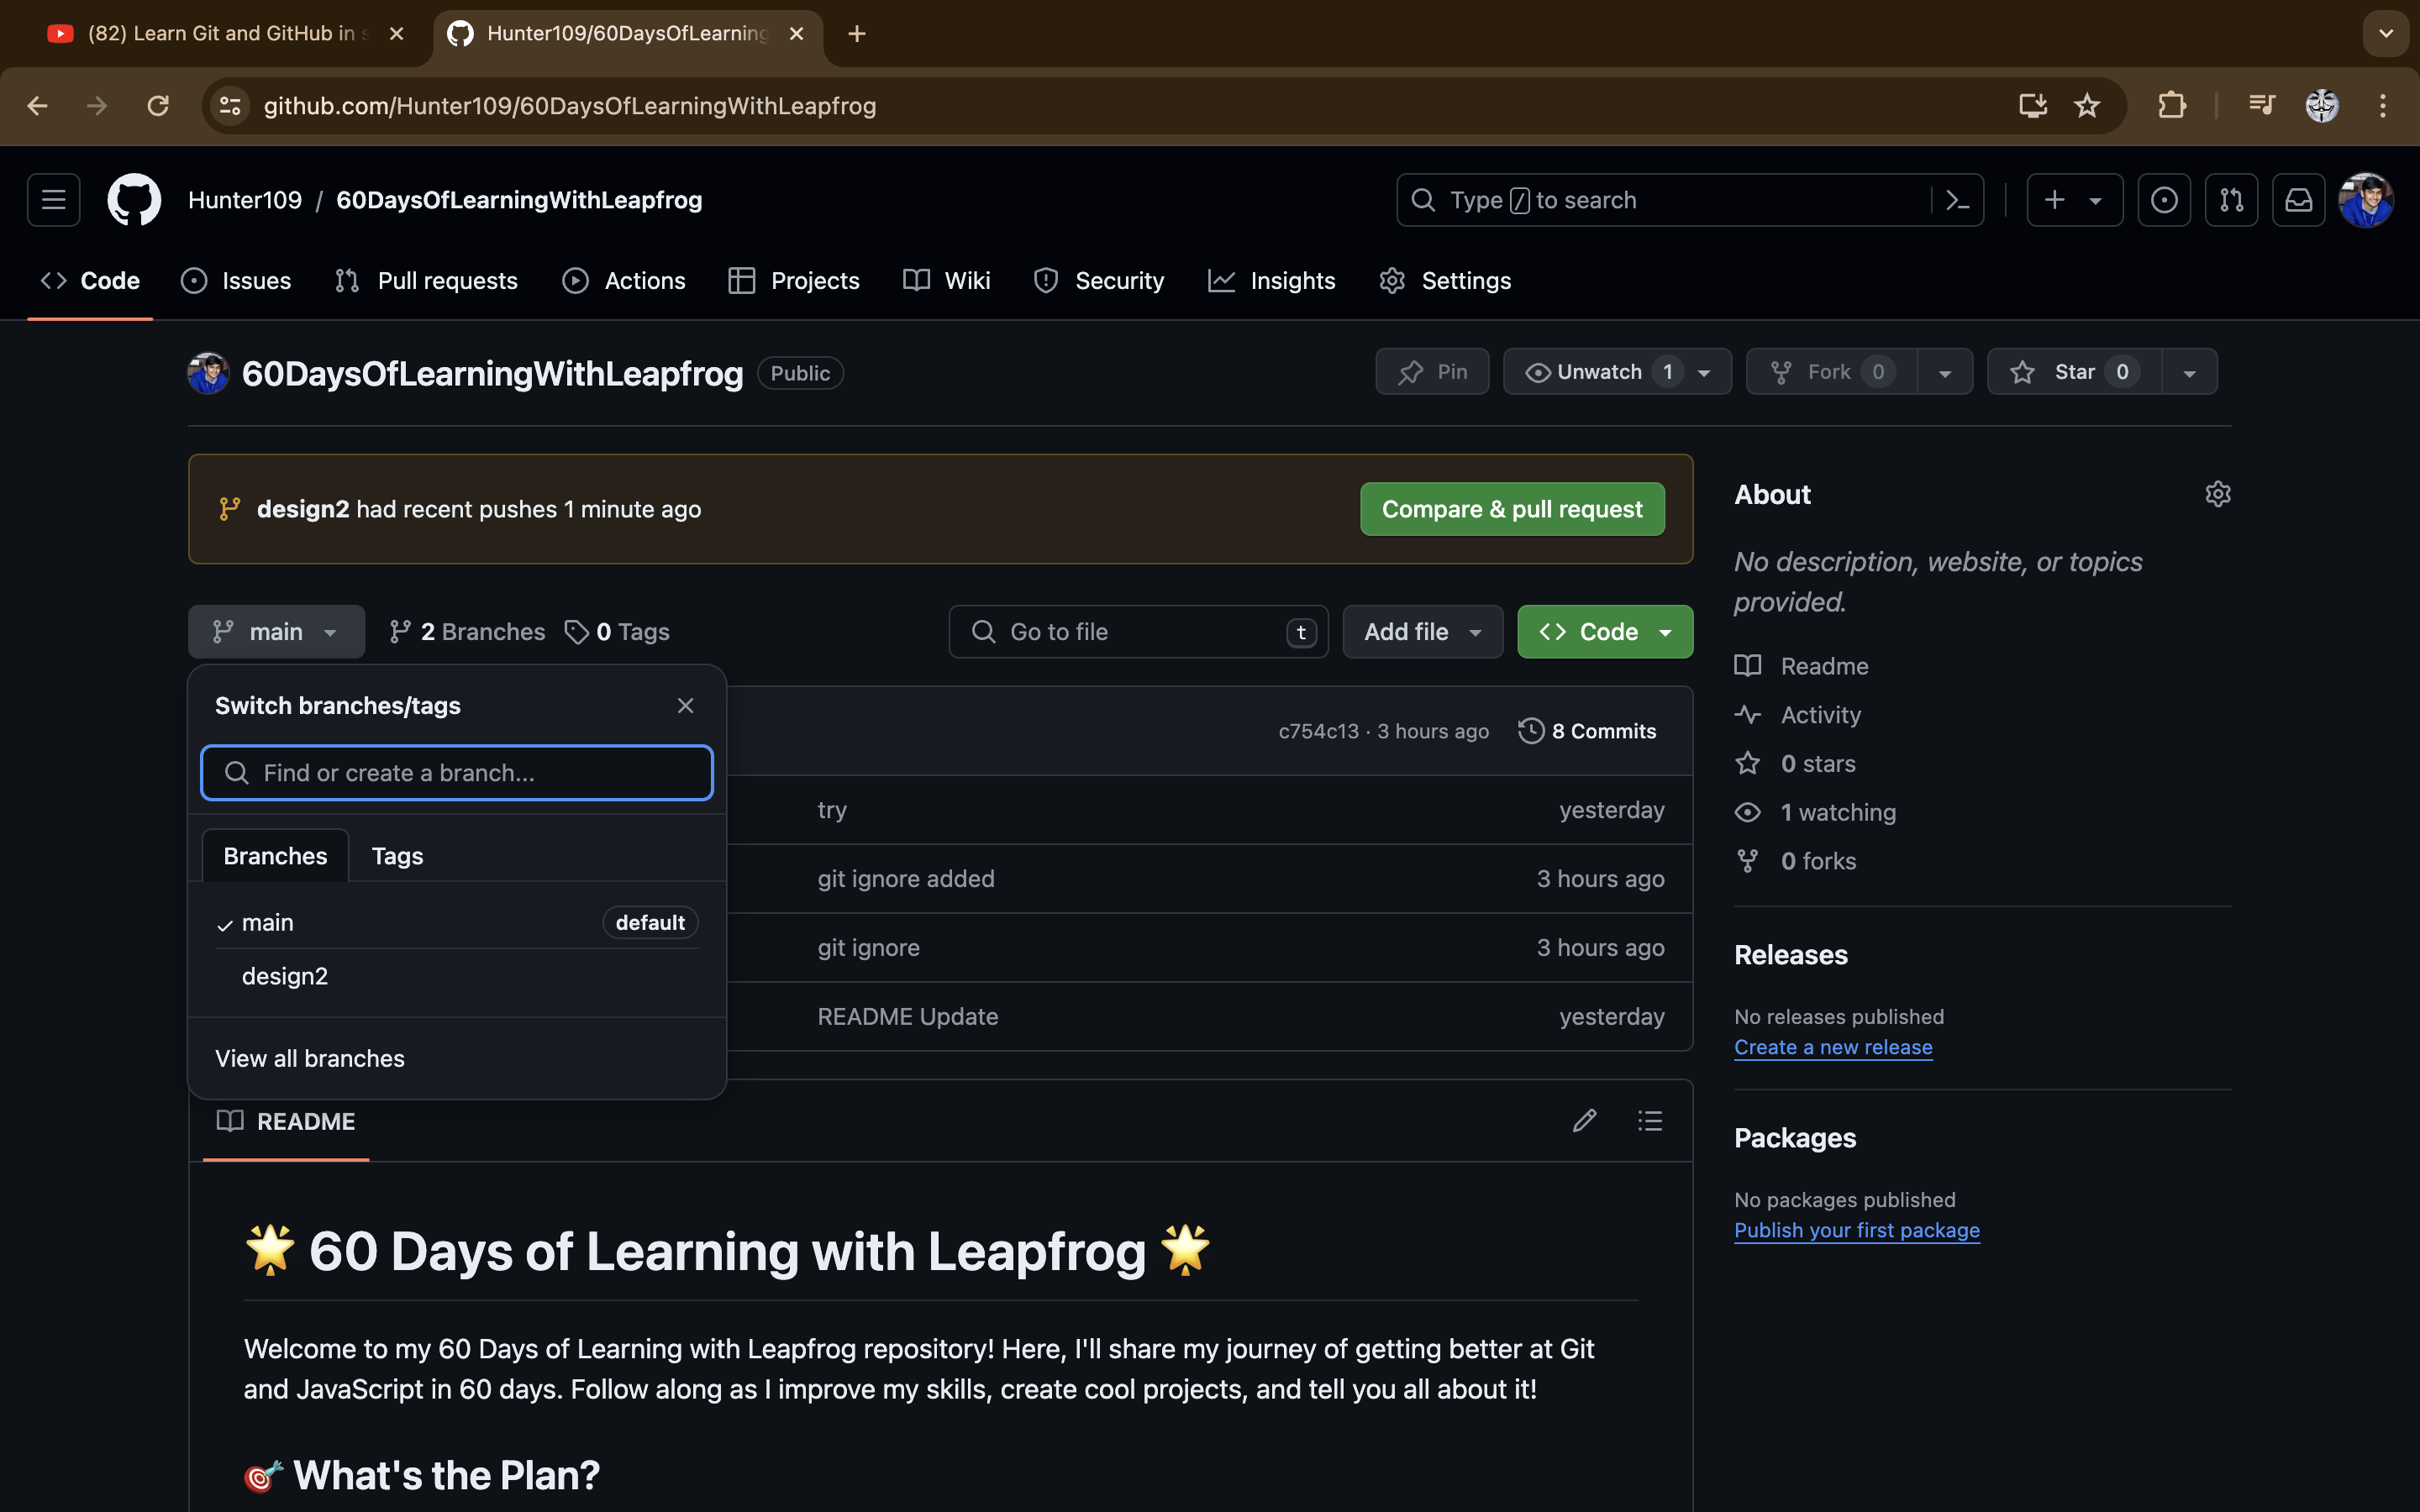 (82) Learn Git and GitHub in s
Hunter109/60DaysOfLearning
github.com/Hunter109/60DaysOfLearningWithLeapfrog
Hunter109 / 60DaysOfLearningWithLeapfrog
Type / to search
Code
Issues
Pull requests
Actions
Projects
Wiki
Security
Insights
Settings
60DaysOfLearningWithLeapfrog
Public
Pin
Unwatch 1
Fork 0
Star 0
design2 had recent pushes 1 minute ago
Compare & pull request
main
2 Branches
0 Tags
Go to file
t
Add file
Code
Switch branches/tags
Find or create a branch...
Branches
Tags
main
default
design2
View all branches
c754c13 · 3 hours ago
8 Commits
try
yesterday
git ignore added
3 hours ago
git ignore
3 hours ago
README Update
yesterday
README
60 Days of Learning with Leapfrog
Welcome to my 60 Days of Learning with Leapfrog repository! Here, I'll share my journey of getting better at Git
and JavaScript in 60 days. Follow along as I improve my skills, create cool projects, and tell you all about it!
What's the Plan?
About
No description, website, or topics
provided.
Readme
Activity
0 stars
1 watching
0 forks
Releases
No releases published
Create a new release
Packages
No packages published
Publish your first package